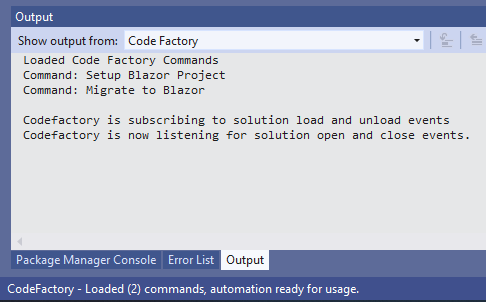 Output
Show output from: Code Factory
Loaded Code Factory Commands
Command: Setup Blazor Project
Command: Migrate to Blazor
Codefactory is subscribing to solution load and unload events
Codefactory is now listening for solution open and close events.
Package Manager Console Error List Output
CodeFactory - Loaded (2) commands, automation ready for usage.